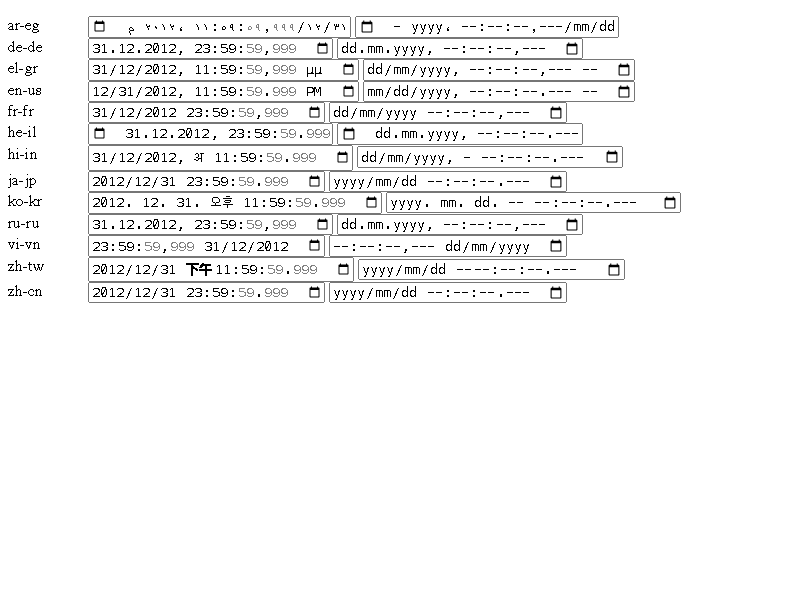 ar-eg م ٢٠١٢، ١١:٥٩:٥٩,٩٩٩/١٢/٣١ - yyyy، --:--:--,---/mm/dd
de-de 31.12.2012, 23:59:59,999 dd.mm.yyyy, --:--:--,---
el-gr 31/12/2012, 11:59:59,999 μμ dd/mm/yyyy, --:--:--,--- --
en-us 12/31/2012, 11:59:59.999 PM mm/dd/yyyy, --:--:--.--- --
fr-fr 31/12/2012 23:59:59,999 dd/mm/yyyy --:--:--,---
he-il 31.12.2012, 23:59:59.999 dd.mm.yyyy, --:--:--.---
hi-in 31/12/2012, अ 11:59:59.999 dd/mm/yyyy, - --:--:--.---
ja-jp 2012/12/31 23:59:59.999 yyyy/mm/dd --:--:--.---
ko-kr 2012. 12. 31. 오후 11:59:59.999 yyyy. mm. dd. -- --:--:--.---
ru-ru 31.12.2012, 23:59:59,999 dd.mm.yyyy, --:--:--,---
vi-vn 23:59:59,999 31/12/2012 --:--:--,--- dd/mm/yyyy
zh-tw 2012/12/31 下午11:59:59.999 yyyy/mm/dd ----:--:--.---
zh-cn 2012/12/31 23:59:59.999 yyyy/mm/dd --:--:--.---